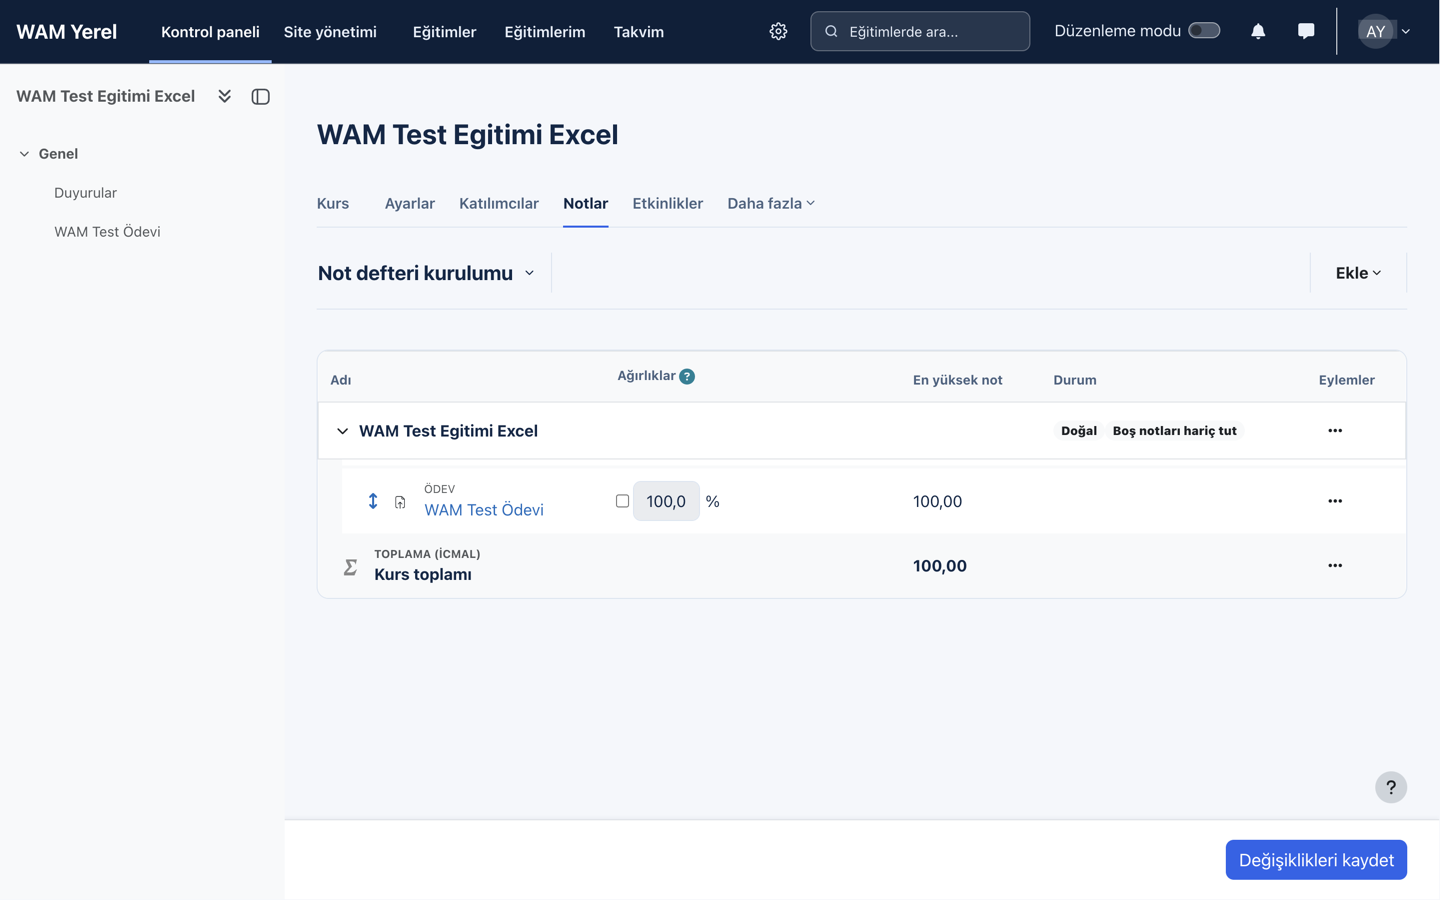 WAM Yerel
Kontrol paneli
Site yönetimi
Eğitimler
Eğitimlerim
Takvim
Eğitimlerde ara...
Düzenleme modu
AY
WAM Test Egitimi Excel
Genel
Duyurular
WAM Test Ödevi
WAM Test Egitimi Excel
Kurs
Ayarlar
Katılımcılar
Notlar
Etkinlikler
Daha fazla
Not defteri kurulumu
Ekle
Adı
Ağırlıklar ?
En yüksek not
Durum
Eylemler
WAM Test Egitimi Excel
Doğal
Boş notları hariç tut
ÖDEV
WAM Test Ödevi
100,0 %
100,00
TOPLAMA (İCMAL)
Kurs toplamı
100,00
?
Değişiklikleri kaydet